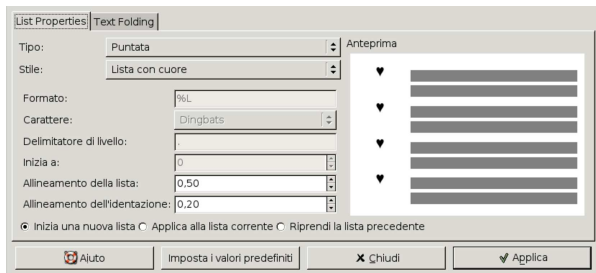 List Properties Text Folding
Tipo: Puntata Anteprima
Stile: Lista con cuore
Formato: %L
Carattere: Dingbats
Delimitatore di livello: .
Inizia a: 0
Allineamento della lista: 0,50
Allineamento dell'identazione: 0,20
Inizia una nuova lista Applica alla lista corrente Riprendi la lista precedente
Aiuto Imposta i valori predefiniti Chiudi Applica